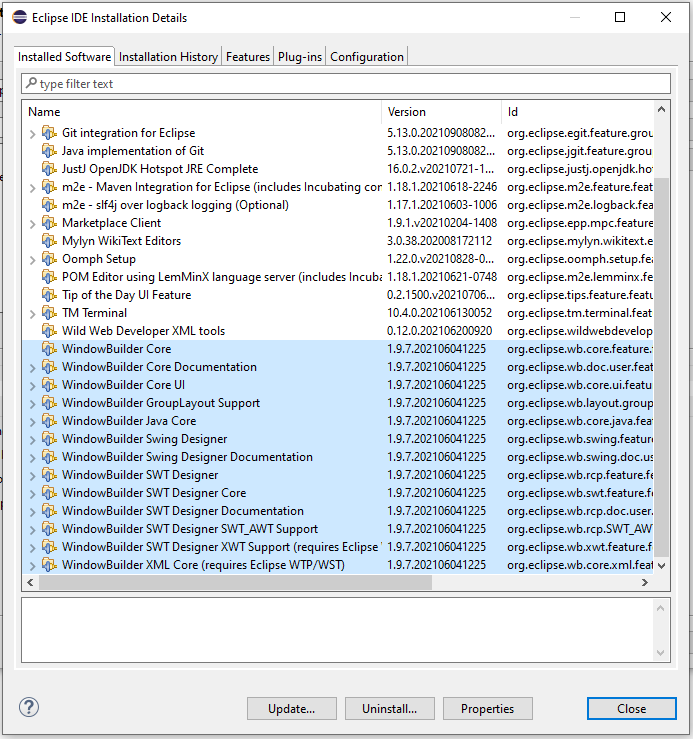 Eclipse IDE Installation Details
Installed Software Installation History Features Plug-ins Configuration
type filter text
Name Version Id
Git integration for Eclipse 5.13.0.20210908082... org.eclipse.egit.feature.grou
Java implementation of Git 5.13.0.20210908082... org.eclipse.jgit.feature.grou
JustJ OpenJDK Hotspot JRE Complete 16.0.2.v20210721-1... org.eclipse.justj.openjdk.ho
m2e - Maven Integration for Eclipse (includes Incubating cor 1.18.1.20210618-2246 org.eclipse.m2e.feature.feat
m2e - slf4j over logback logging (Optional) 1.17.1.20210603-1006 org.eclipse.m2e.logback.fea
Marketplace Client 1.9.1.v20210204-1408 org.eclipse.epp.mpc.feature
Mylyn WikiText Editors 3.0.38.202008172112 org.eclipse.mylyn.wikitext.e
Oomph Setup 1.22.0.v20210828-0... org.eclipse.oomph.setup.fe
POM Editor using LemMinX language server (includes Incuba 1.18.1.20210621-0748 org.eclipse.m2e.lemminx.fe
Tip of the Day UI Feature 0.2.1500.v20210706... org.eclipse.tips.feature.feat
TM Terminal 10.4.0.202106130052 org.eclipse.tm.terminal.feat
Wild Web Developer XML tools 0.12.0.202106200920 org.eclipse.wildwebdevelop
WindowBuilder Core 1.9.7.202106041225 org.eclipse.wb.core.feature.
WindowBuilder Core Documentation 1.9.7.202106041225 org.eclipse.wb.doc.user.feat
WindowBuilder Core UI 1.9.7.202106041225 org.eclipse.wb.core.ui.featu
WindowBuilder GroupLayout Support 1.9.7.202106041225 org.eclipse.wb.layout.group
WindowBuilder Java Core 1.9.7.202106041225 org.eclipse.wb.core.java.fea
WindowBuilder Swing Designer 1.9.7.202106041225 org.eclipse.wb.swing.feature
WindowBuilder Swing Designer Documentation 1.9.7.202106041225 org.eclipse.wb.swing.doc.us
WindowBuilder SWT Designer 1.9.7.202106041225 org.eclipse.wb.rcp.feature.fe
WindowBuilder SWT Designer Core 1.9.7.202106041225 org.eclipse.wb.swt.feature.fe
WindowBuilder SWT Designer Documentation 1.9.7.202106041225 org.eclipse.wb.rcp.doc.user.
WindowBuilder SWT Designer SWT_AWT Support 1.9.7.202106041225 org.eclipse.wb.rcp.SWT_AW
WindowBuilder SWT Designer XWT Support (requires Eclipse 1.9.7.202106041225 org.eclipse.wb.xwt.feature.f
WindowBuilder XML Core (requires Eclipse WTP/WST) 1.9.7.202106041225 org.eclipse.wb.core.xml.feat
? Update... Uninstall... Properties Close